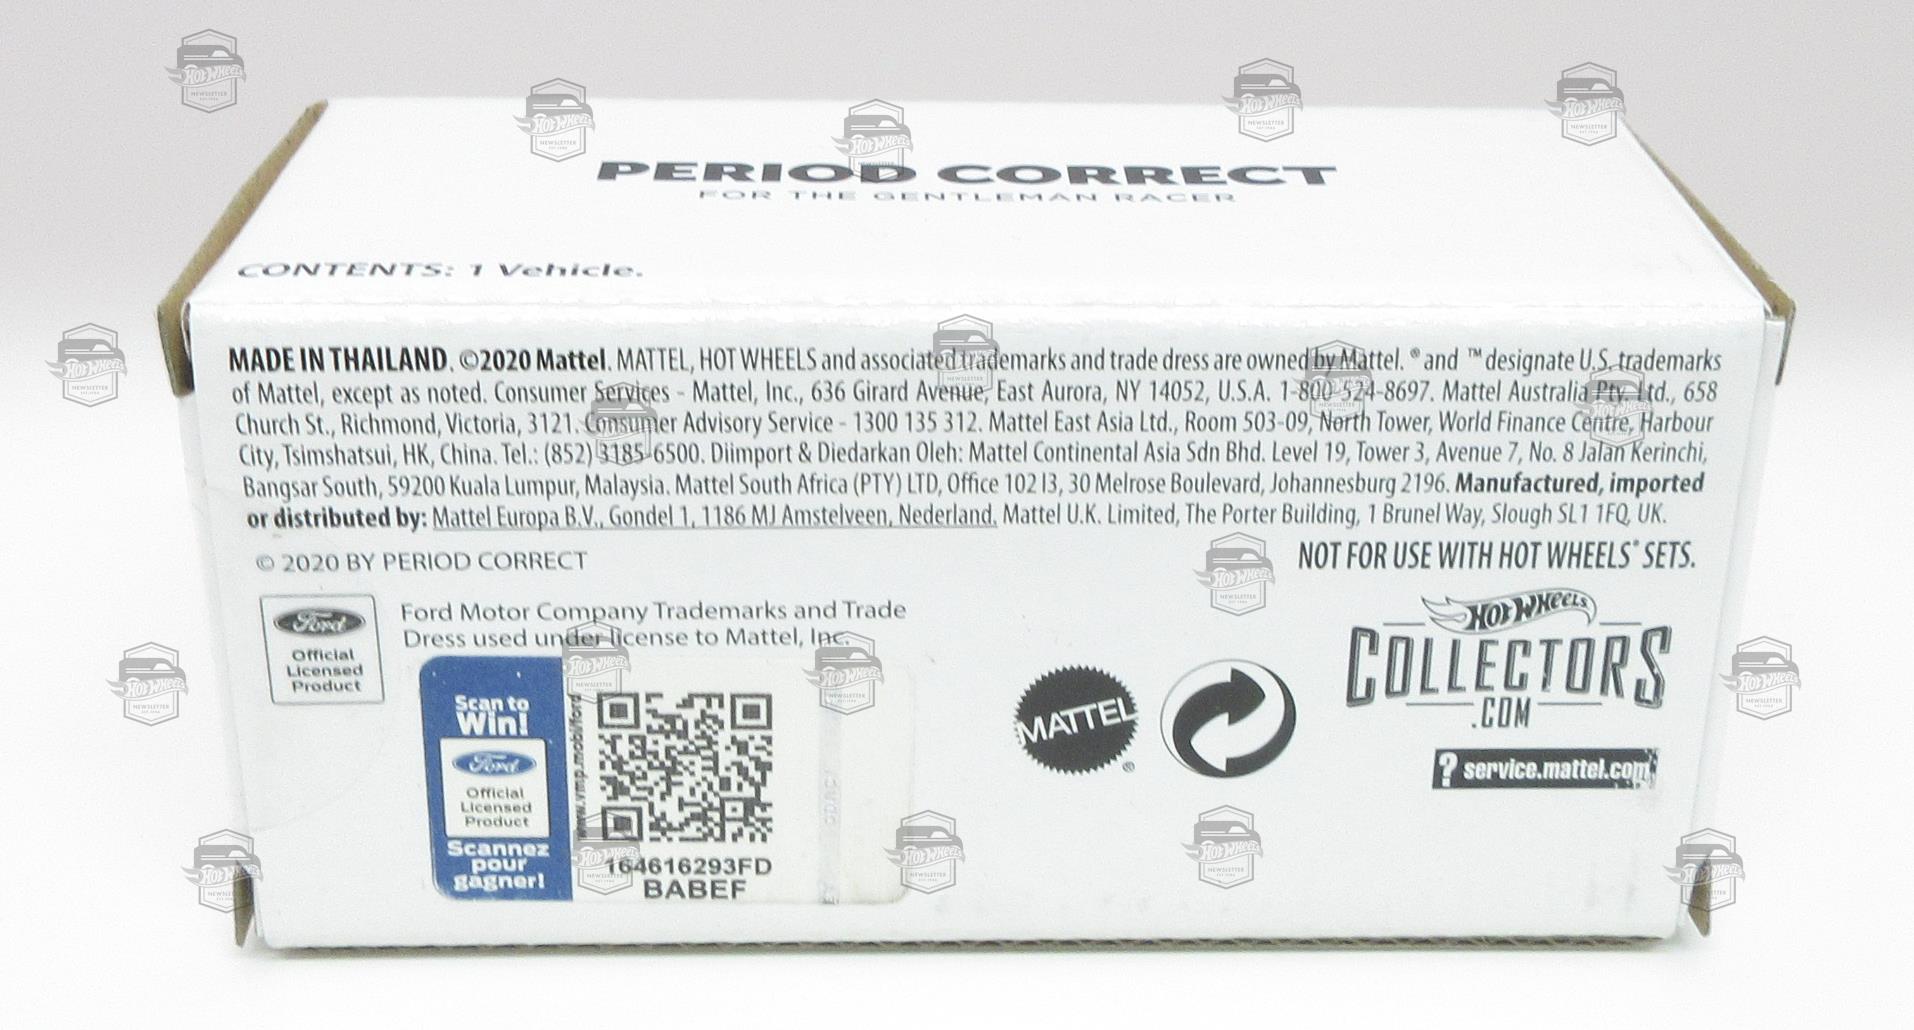 PERIOD CORRECT
FOR THE GENTLEMAN RACER
CONTENTS: 1 Vehicle.
MADE IN THAILAND. ©2020 Mattel. MATTEL, HOT WHEELS and associated trademarks and trade dress are owned by Mattel. ® and ™ designate U.S. trademarks
of Mattel, except as noted. Consumer Services - Mattel, Inc., 636 Girard Avenue, East Aurora, NY 14052, U.S.A. 1-800-524-8697. Mattel Australia Pty. Ltd., 658
Church St., Richmond, Victoria, 3121. Consumer Advisory Service - 1300 135 312. Mattel East Asia Ltd., Room 503-09, North Tower, World Finance Centre, Harbour
City, Tsimshatsui, HK, China. Tel.: (852) 3185-6500. Diimport & Diedarkan Oleh: Mattel Continental Asia Sdn Bhd. Level 19, Tower 3, Avenue 7, No. 8 Jalan Kerinchi,
Bangsar South, 59200 Kuala Lumpur, Malaysia. Mattel South Africa (PTY) LTD, Office 102 I3, 30 Melrose Boulevard, Johannesburg 2196. Manufactured, imported
or distributed by: Mattel Europa B.V., Gondel 1, 1186 MJ Amstelveen, Nederland. Mattel U.K. Limited, The Porter Building, 1 Brunel Way, Slough SL1 1FQ, UK.
© 2020 BY PERIOD CORRECT
NOT FOR USE WITH HOT WHEELS® SETS.
Ford
Official
Licensed
Product
Ford Motor Company Trademarks and Trade
Dress used under license to Mattel, Inc.
Scan to
Win!
Ford
Official
Licensed
Product
Scannez
pour
gagner!
www.vmp.mobi/ford
164616293FD
BABEF
MATTEL®
HOT WHEELS
COLLECTORS
.COM
? service.mattel.com
HOT WHEELS
NEWSLETTER